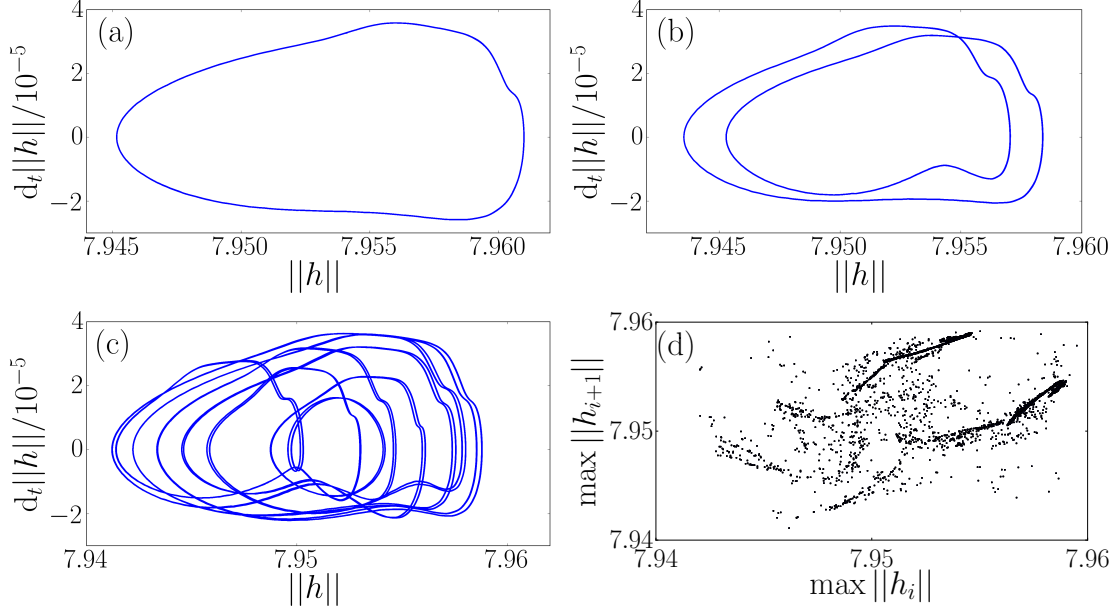 (a)
4
2
0
−2
7.945 7.950 7.955 7.960
||h||
d_t||h||/10^{-5}
(b)
4
2
0
−2
7.945 7.950 7.955 7.960
||h||
d_t||h||/10^{-5}
(c)
4
2
0
−2
7.94 7.95 7.96
||h||
d_t||h||/10^{-5}
(d)
7.96
7.95
7.94
7.94 7.95 7.96
max ||h_i||
max ||h_{i+1}||